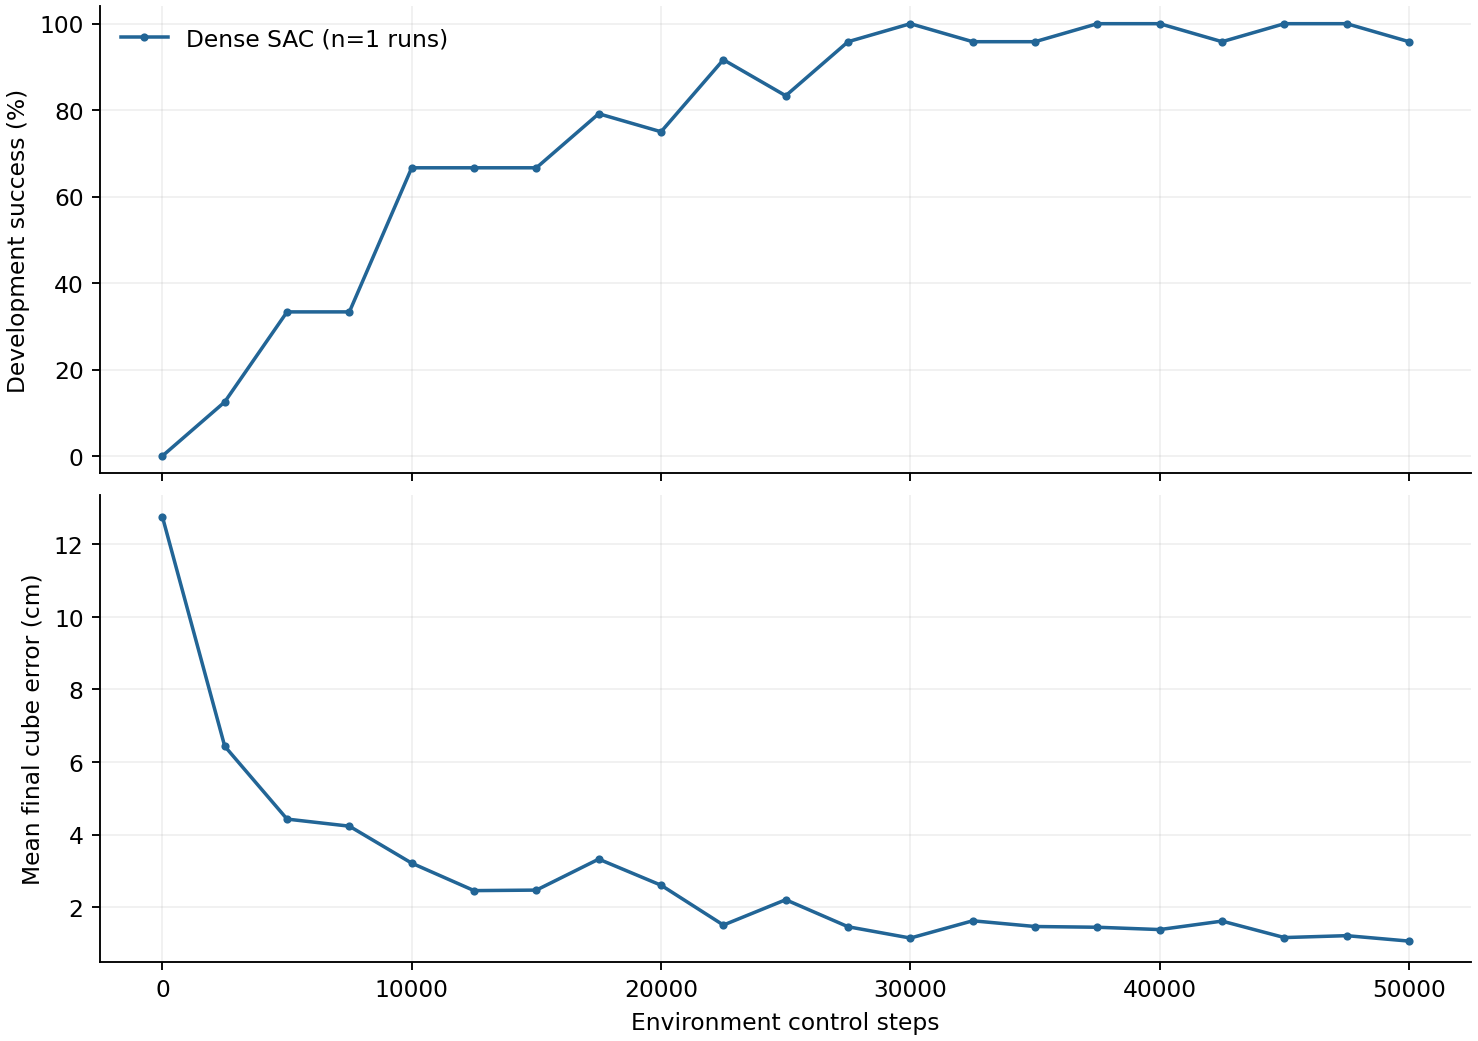 Development success (%)
100
80
60
40
20
0
Dense SAC (n=1 runs)
Mean final cube error (cm)
12
10
8
6
4
2
0 10000 20000 30000 40000 50000
Environment control steps